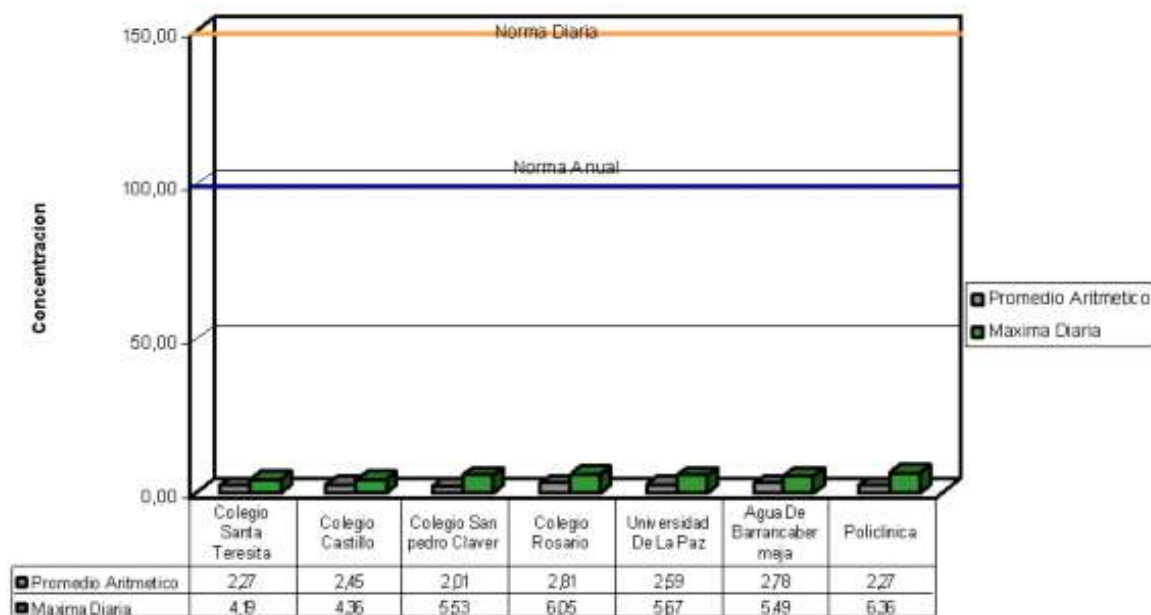 150,00
Norma Diaria
Norma Anual
100,00
Concentracion
50,00
0,00
Promedio Aritmetico
Maxima Diaria
Colegio Santa Teresita
Colegio Castillo
Colegio San pedro Claver
Colegio Rosario
Universidad De La Paz
Agua De Barrancaber meja
Policlínica
Promedio Aritmetico 2,27 2,45 2,01 2,81 2,59 2,78 2,27
Maxima Diaria 4,19 4,36 5,53 6,05 5,67 5,49 6,36